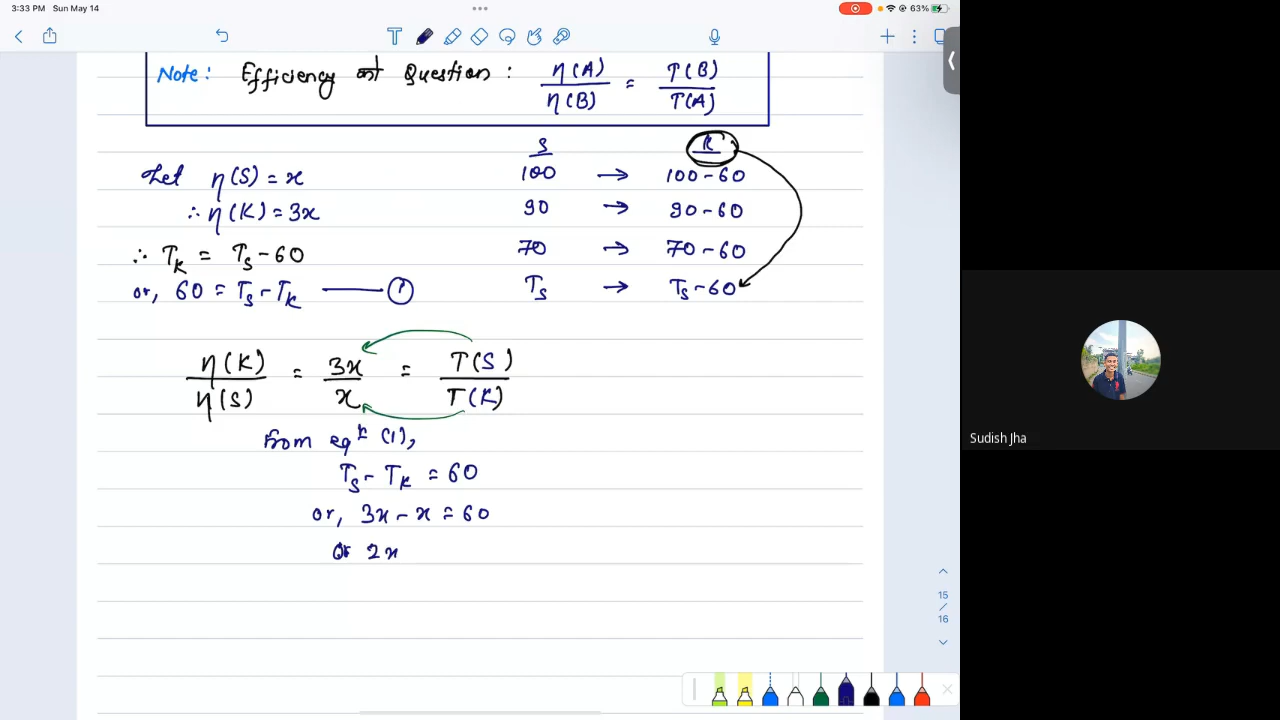 3:33 PM Sun May 14
63%
Note: Efficiency Question: η(A)/η(B) = T(B)/T(A)
S K
Let η(S) = x 100 → 100-60
∴ η(K) = 3x 90 → 90-60
∴ T_K = T_S - 60 70 → 70-60
or, 60 = T_S - T_K —— ① T_S → T_S-60
η(K)/η(S) = 3x/x = T(S)/T(K)
From eqⁿ (1),
T_S - T_K = 60
or, 3x - x = 60
or 2x
Sudish Jha
15
/
16